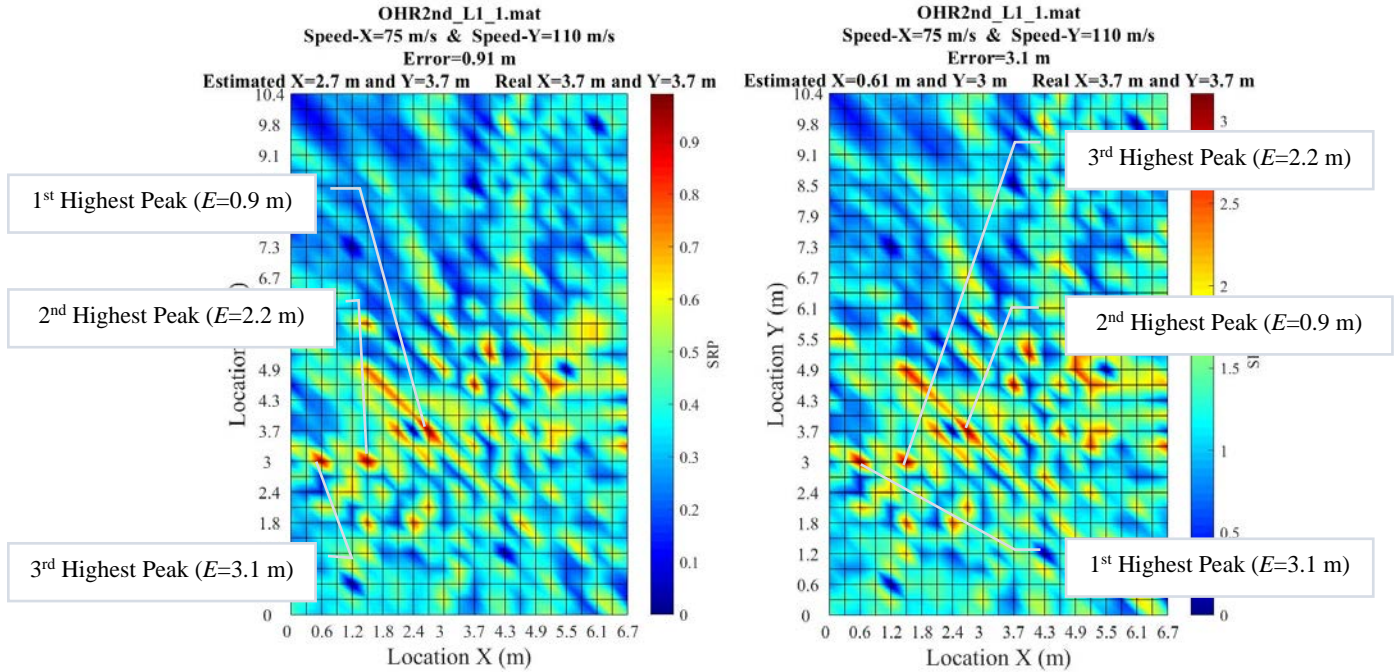 OHR2nd_L1_1.mat
Speed-X=75 m/s & Speed-Y=110 m/s
Error=0.91 m
Estimated X=2.7 m and Y=3.7 m Real X=3.7 m and Y=3.7 m
10.4
9.8
9.1
7.3
4.9
4.3
3.7
3
2.4
1.8
0
0 0.6 1.2 1.8 2.4 3 3.7 4.3 4.9 5.5 6.1 6.7
Location X (m)
Location
0.9
0.8
0.7
0.6
0.5
0.4
0.3
0.2
0.1
0
SRP
1st Highest Peak (E=0.9 m)
2nd Highest Peak (E=2.2 m)
3rd Highest Peak (E=3.1 m)
OHR2nd_L1_1.mat
Speed-X=75 m/s & Speed-Y=110 m/s
Error=3.1 m
Estimated X=0.61 m and Y=3 m Real X=3.7 m and Y=3.7 m
10.4
9.8
9.1
8.5
7.9
7.3
6.7
6.1
5.5
4.9
4.3
3.7
3
2.4
1.8
1.2
0.6
0
0 0.6 1.2 1.8 2.4 3 3.7 4.3 4.9 5.5 6.1 6.7
Location X (m)
Location Y (m)
3
2.5
2
1.5
1
0.5
0
3rd Highest Peak (E=2.2 m)
2nd Highest Peak (E=0.9 m)
1st Highest Peak (E=3.1 m)